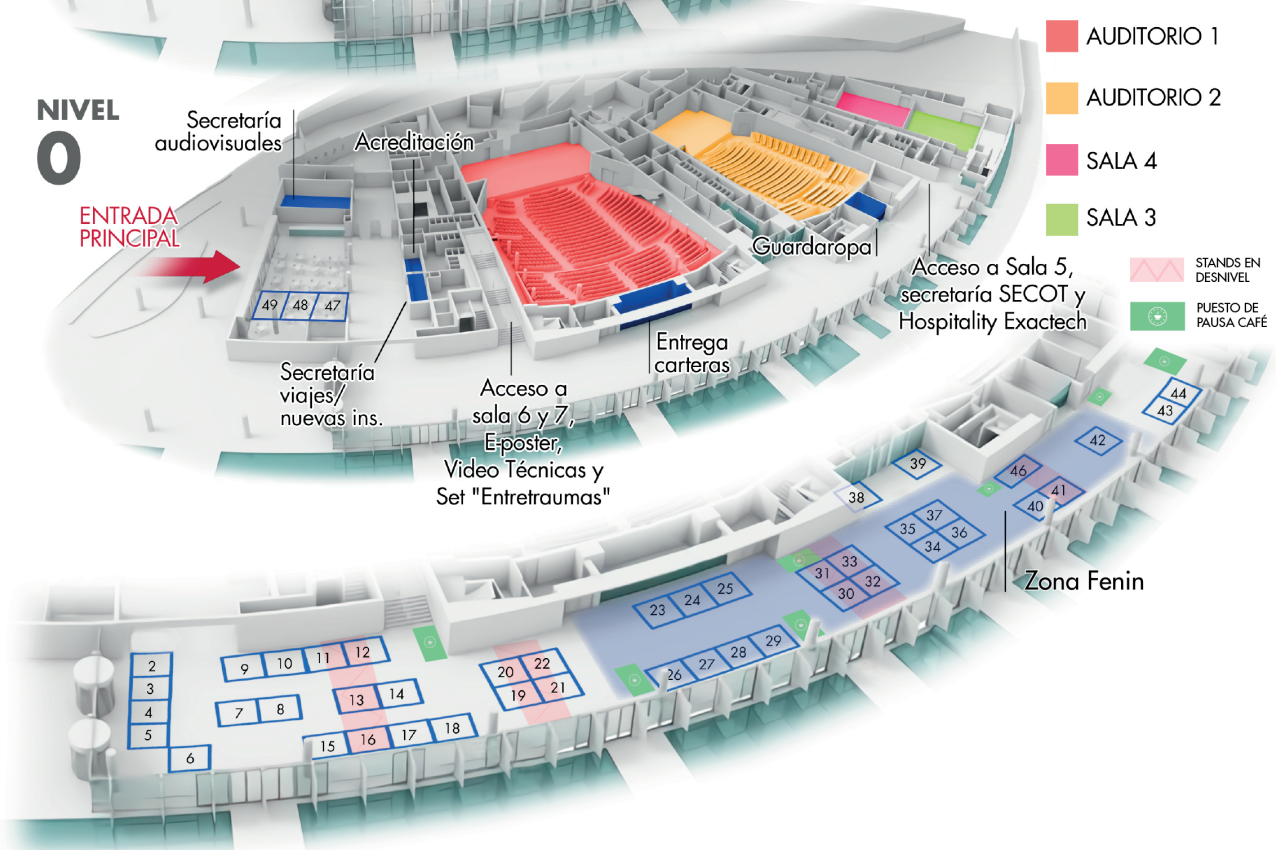 NIVEL
0
Secretaría
audiovisuales
Acreditación
ENTRADA
PRINCIPAL
49 48 47
Secretaría
viajes/
nuevas ins.
Acceso a
sala 6 y 7,
E-poster,
Video Técnicas y
Set "Entretraumas"
Entrega
carteras
Guardaropa
Acceso a Sala 5,
secretaría SECOT y
Hospitality Exactech
AUDITORIO 1
AUDITORIO 2
SALA 4
SALA 3
STANDS EN
DESNIVEL
PUESTO DE
PAUSA CAFÉ
44
43
42
46
41
40
39
38
37
35 36
34
33
31 32
30
Zona Fenin
23 24 25
26 27 28 29
22
20 21
19
9 10 11 12
13 14
7 8
15 16 17 18
2
3
4
5
6